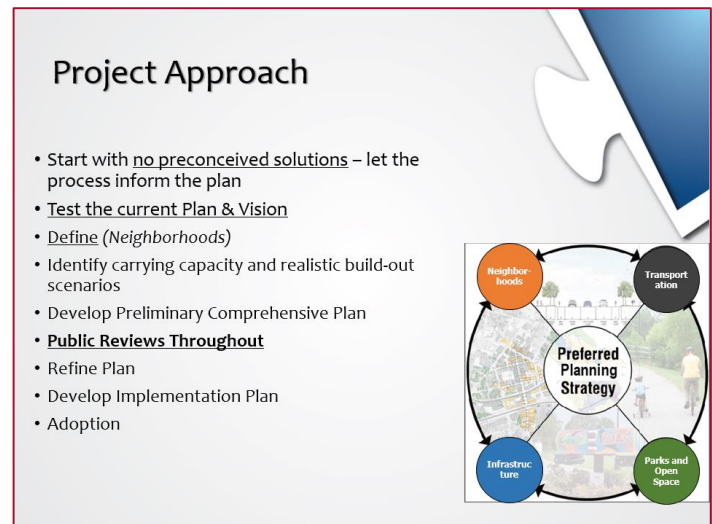 Project Approach
• Start with no preconceived solutions – let the
process inform the plan
• Test the current Plan & Vision
• Define (Neighborhoods)
• Identify carrying capacity and realistic build-out
scenarios
• Develop Preliminary Comprehensive Plan
• Public Reviews Throughout
• Refine Plan
• Develop Implementation Plan
• Adoption
Neighbor-
hoods
Transport
ation
Preferred
Planning
Strategy
Infrastruc
ture
Parks and
Open
Space